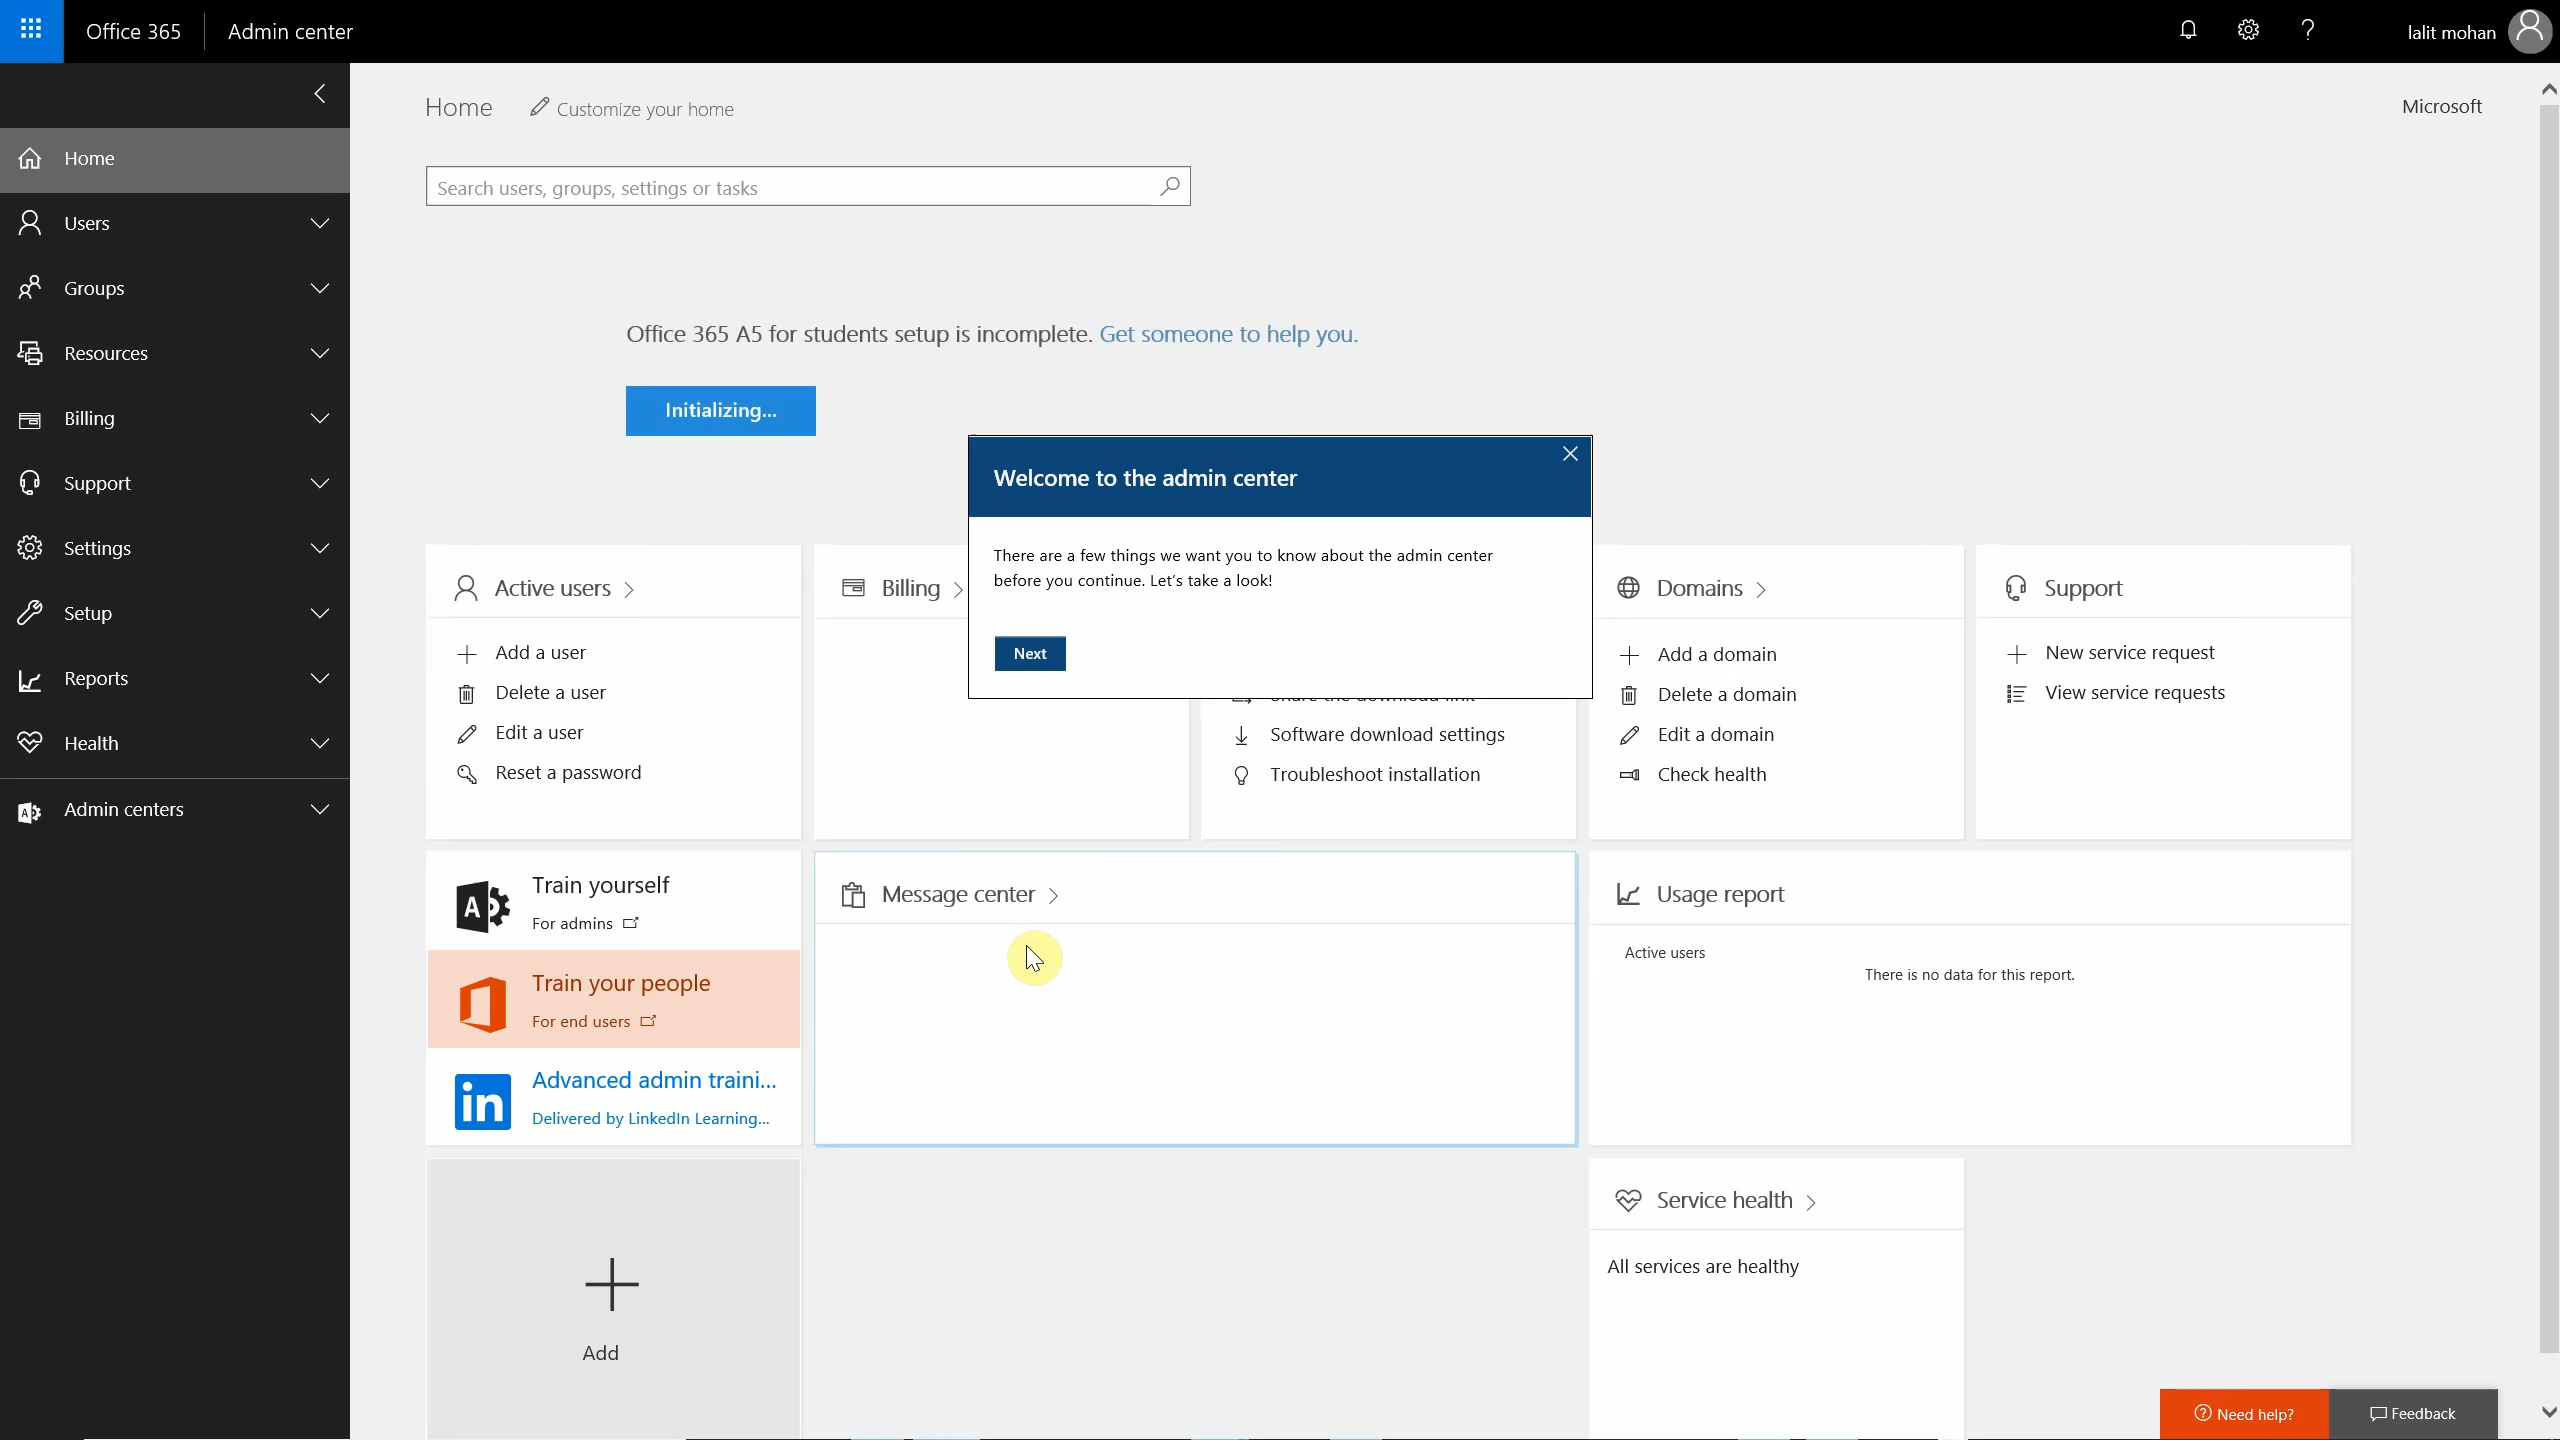 Office 365
Admin center
lalit mohan
Home
Users
Groups
Resources
Billing
Support
Settings
Setup
Reports
Health
Admin centers
Home
Customize your home
Microsoft
Search users, groups, settings or tasks
Office 365 A5 for students setup is incomplete. Get someone to help you.
Initializing...
Welcome to the admin center
There are a few things we want you to know about the admin center
before you continue. Let's take a look!
Next
Active users
Add a user
Delete a user
Edit a user
Reset a password
Billing
Share the download link
Software download settings
Troubleshoot installation
Domains
Add a domain
Delete a domain
Edit a domain
Check health
Support
New service request
View service requests
Train yourself
For admins
Train your people
For end users
Advanced admin traini...
Delivered by LinkedIn Learning...
Message center
Usage report
Active users
There is no data for this report.
Add
Service health
All services are healthy
Need help?
Feedback